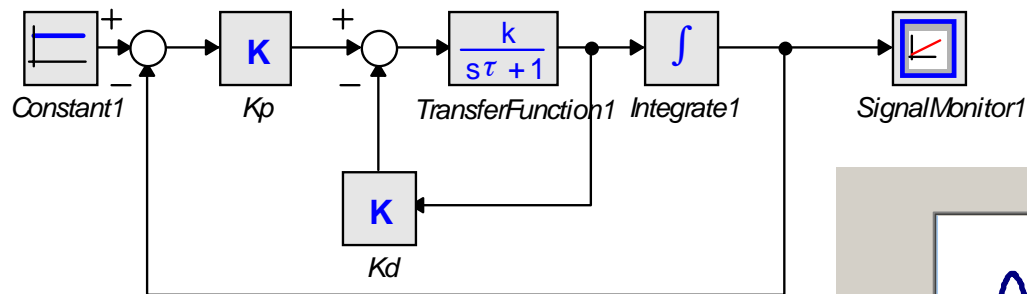 +
+
K
k
sτ + 1
∫
−
−
Constant1
Kp
TransferFunction1
Integrate1
SignalMonitor1
K
Kd